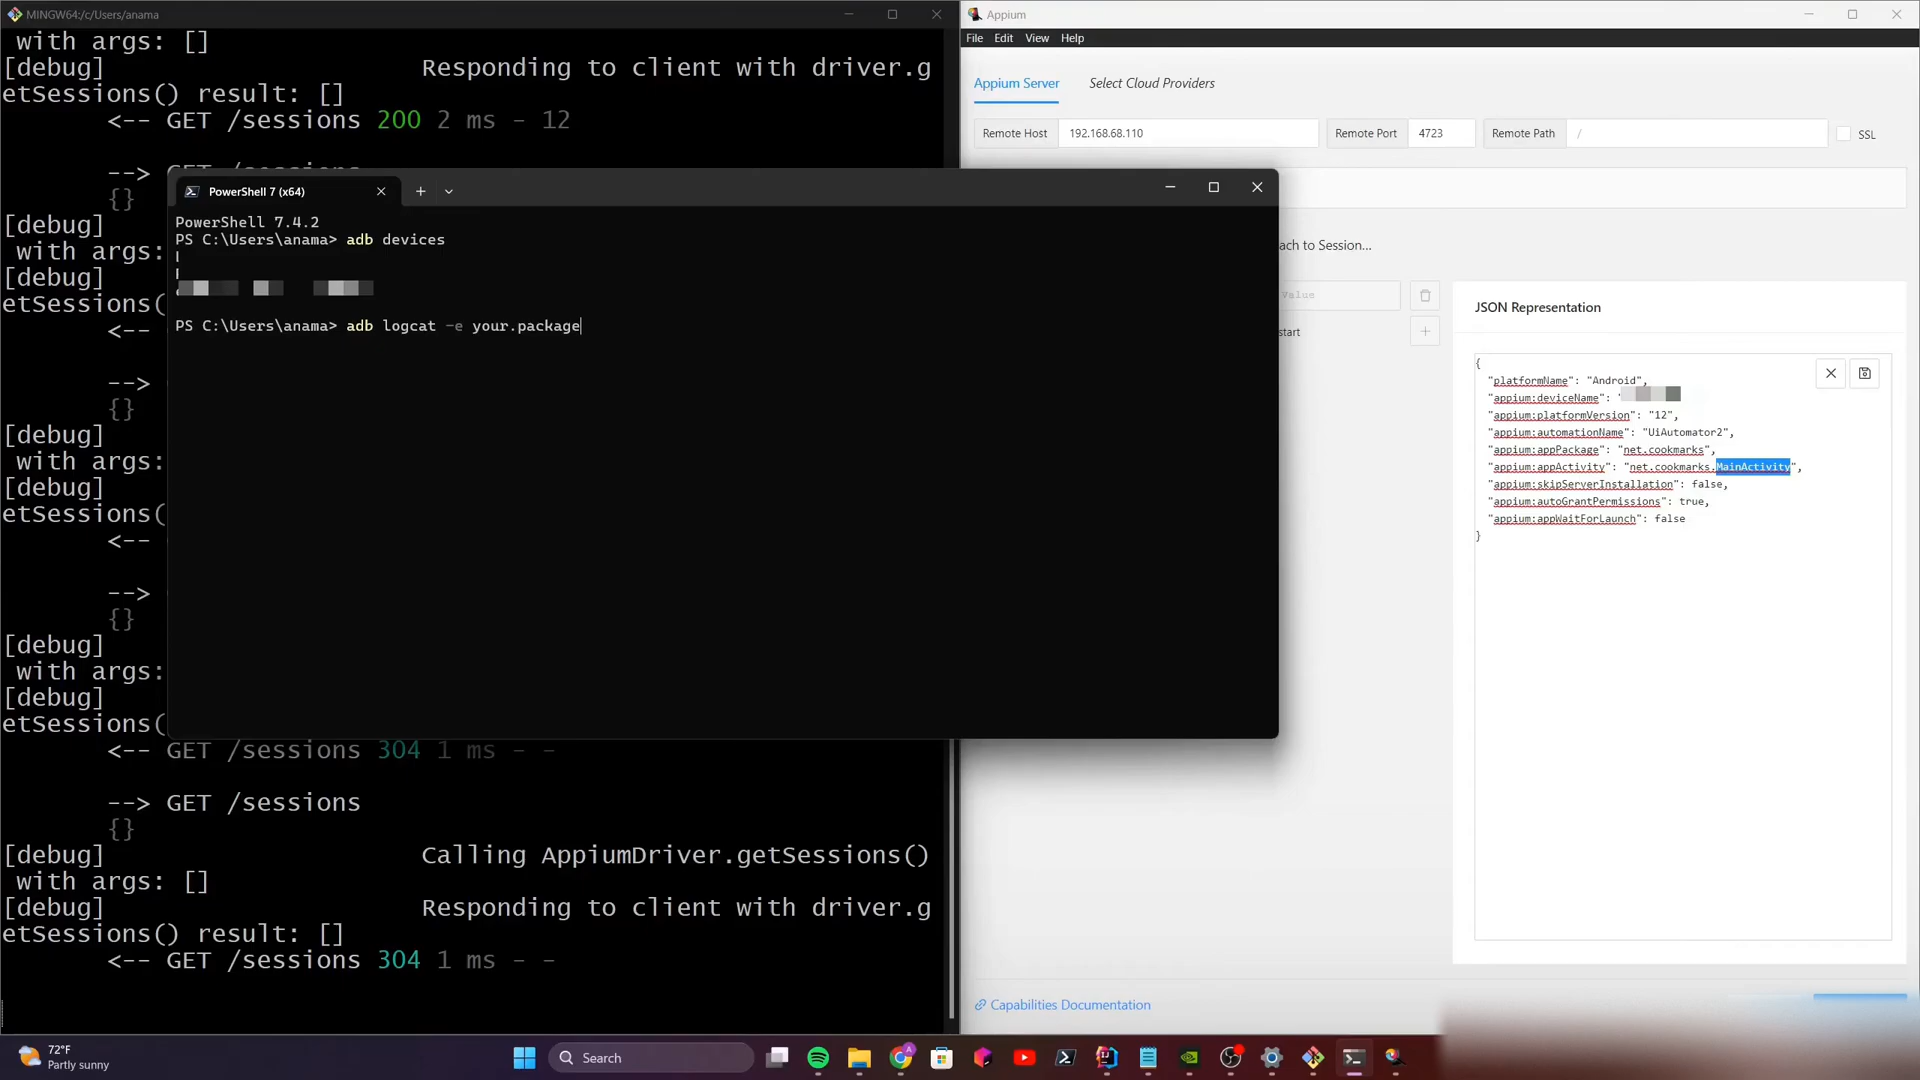 MINGW64:/c/Users/anama
with args: []
[debug] Responding to client with driver.g
etSessions() result: []
<-- GET /sessions 200 2 ms - 12
--> GET /sessions
{}
[debug]
with args:
[debug]
etSessions(
<--
-->
{}
[debug]
with args:
[debug]
etSessions(
<--
-->
{}
[debug]
with args:
[debug]
etSessions(
<-- GET /sessions 304 1 ms - -
--> GET /sessions
{}
[debug] Calling AppiumDriver.getSessions()
with args: []
[debug] Responding to client with driver.g
etSessions() result: []
<-- GET /sessions 304 1 ms - -
PowerShell 7 (x64)
PowerShell 7.4.2
PS C:\Users\anama> adb devices
PS C:\Users\anama> adb logcat -e your.package
Appium
File Edit View Help
Appium Server Select Cloud Providers
Remote Host 192.168.68.110 Remote Port 4723 Remote Path / SSL
ach to Session...
Value
start
JSON Representation
{
"platformName": "Android",
"appium:deviceName": "
"appium:platformVersion": "12",
"appium:automationName": "UiAutomator2",
"appium:appPackage": "net.cookmarks",
"appium:appActivity": "net.cookmarks.MainActivity",
"appium:skipServerInstallation": false,
"appium:autoGrantPermissions": true,
"appium:appWaitForLaunch": false
}
Capabilities Documentation
72°F
Partly sunny
Search